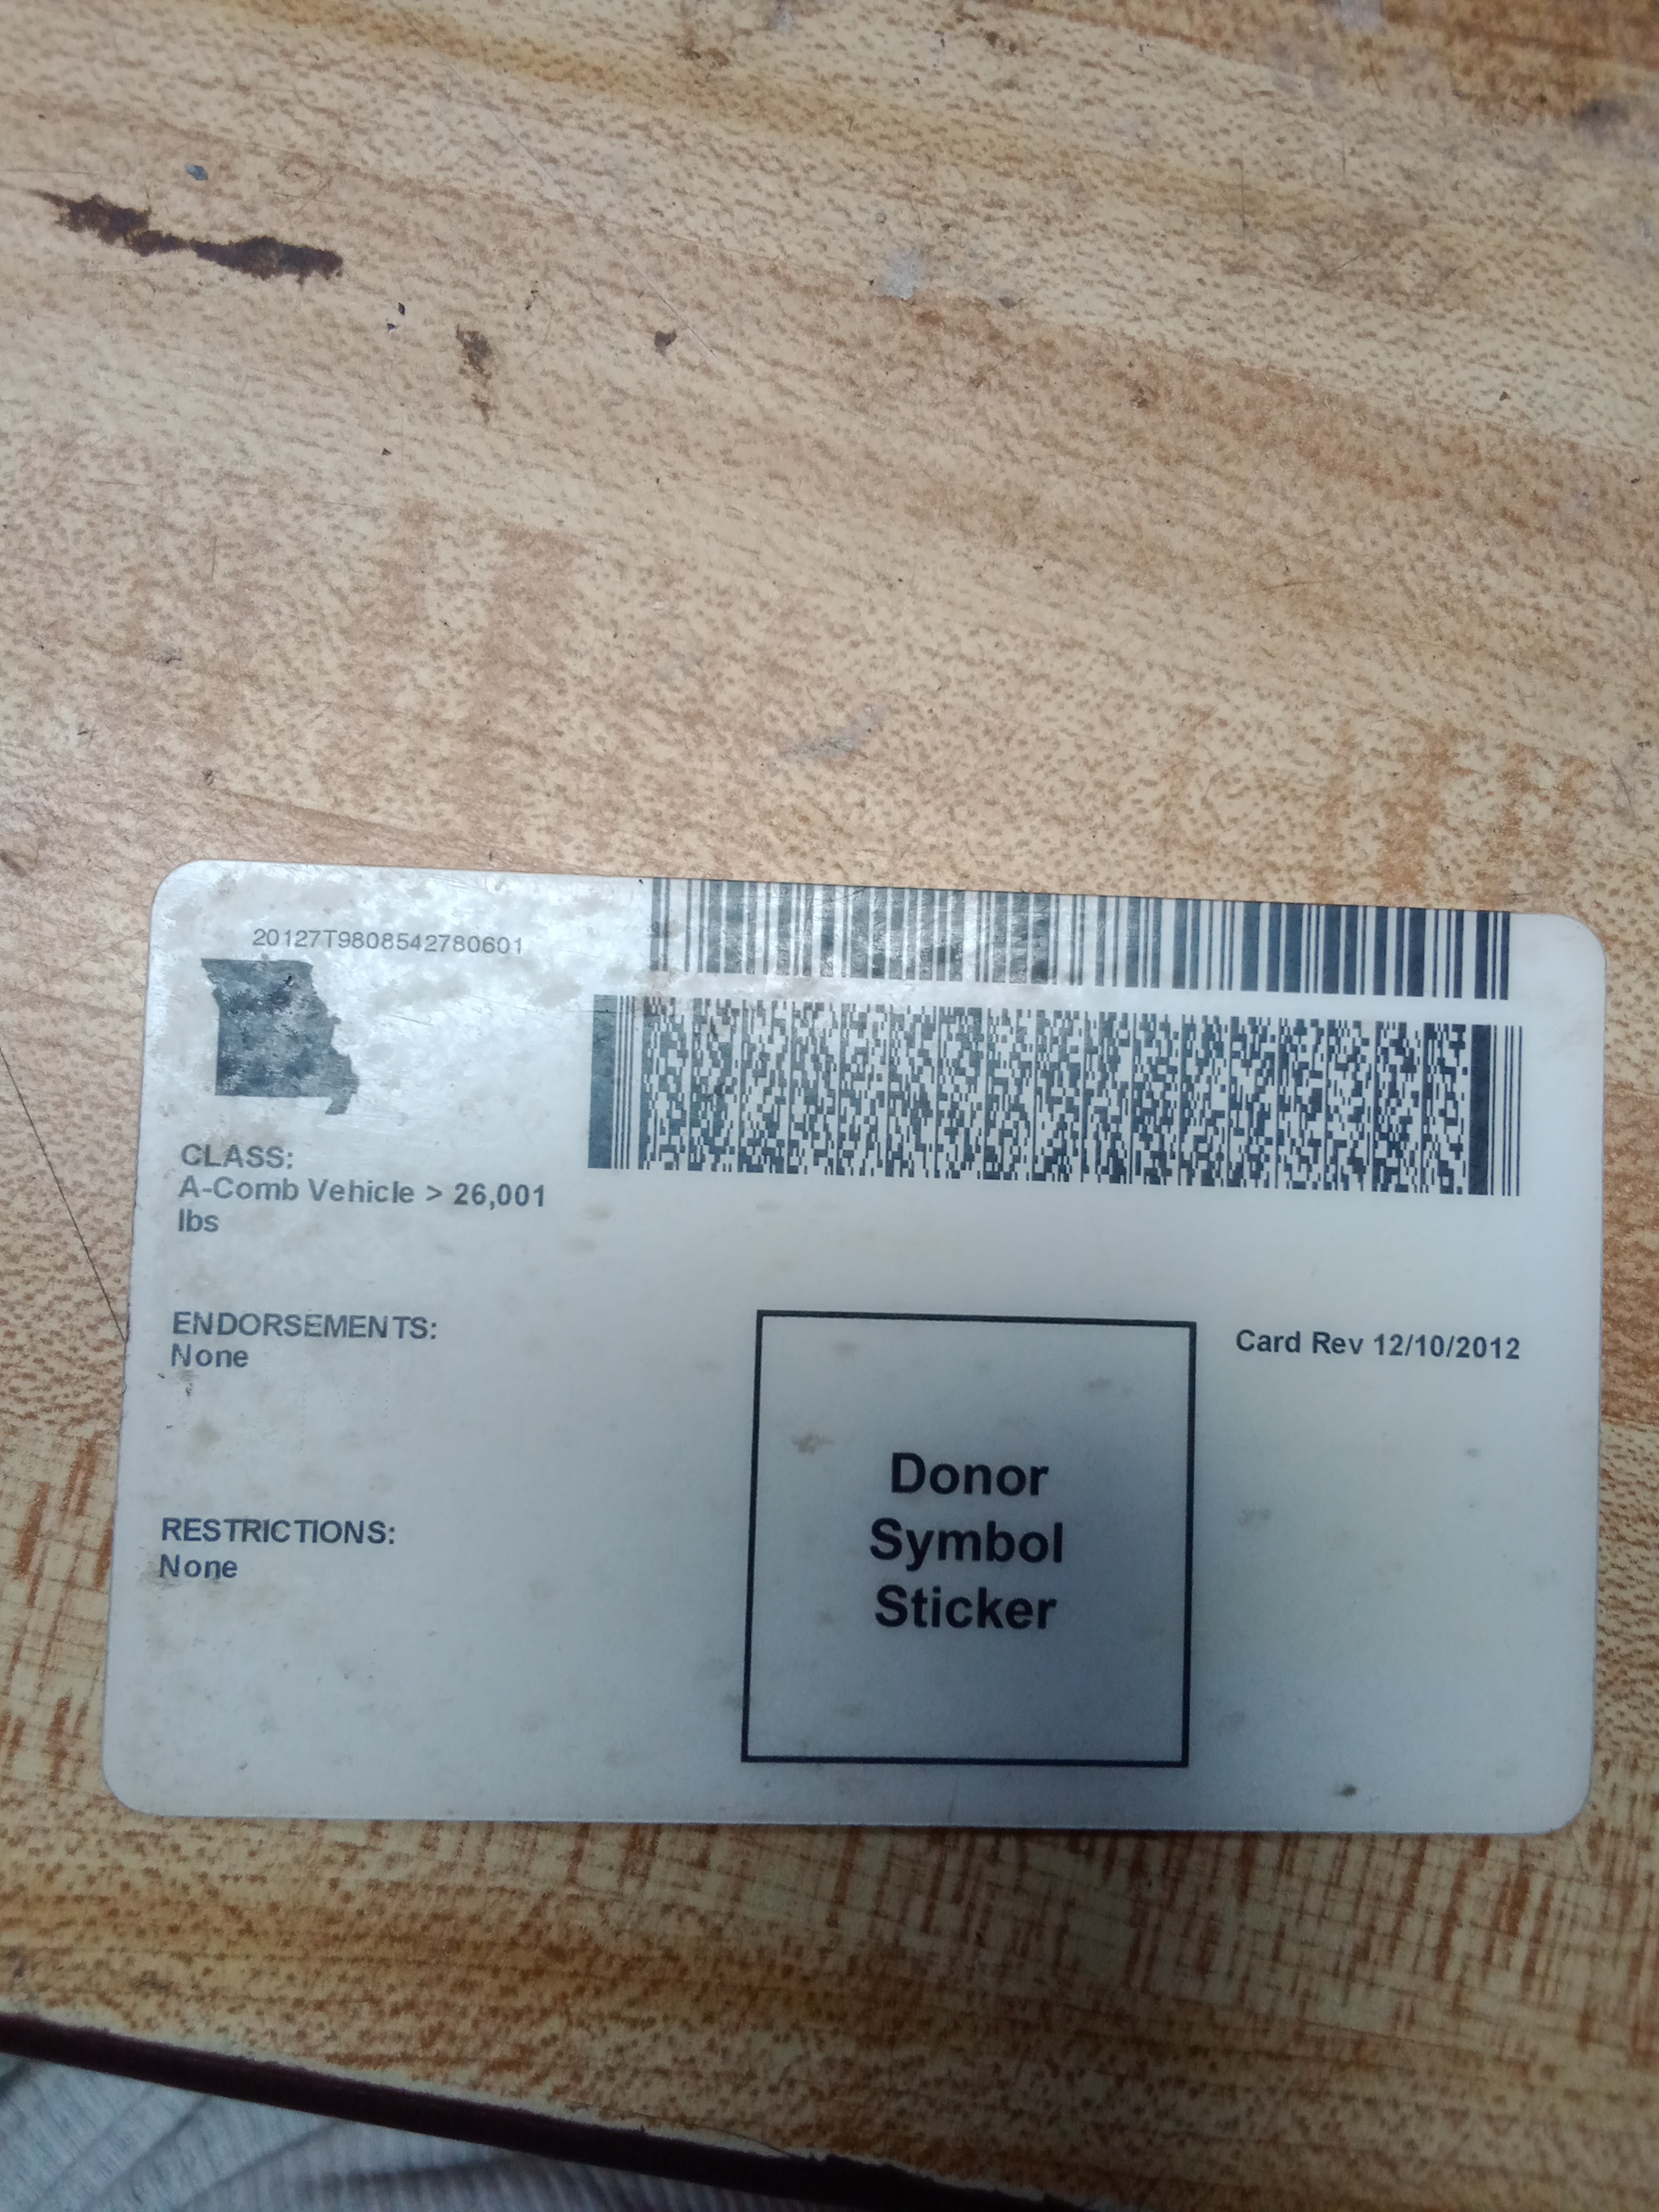 20127T9808542780601
CLASS:
A-Comb Vehicle > 26,001
lbs
ENDORSEMENTS:
None
RESTRICTIONS:
None
Donor
Symbol
Sticker
Card Rev 12/10/2012